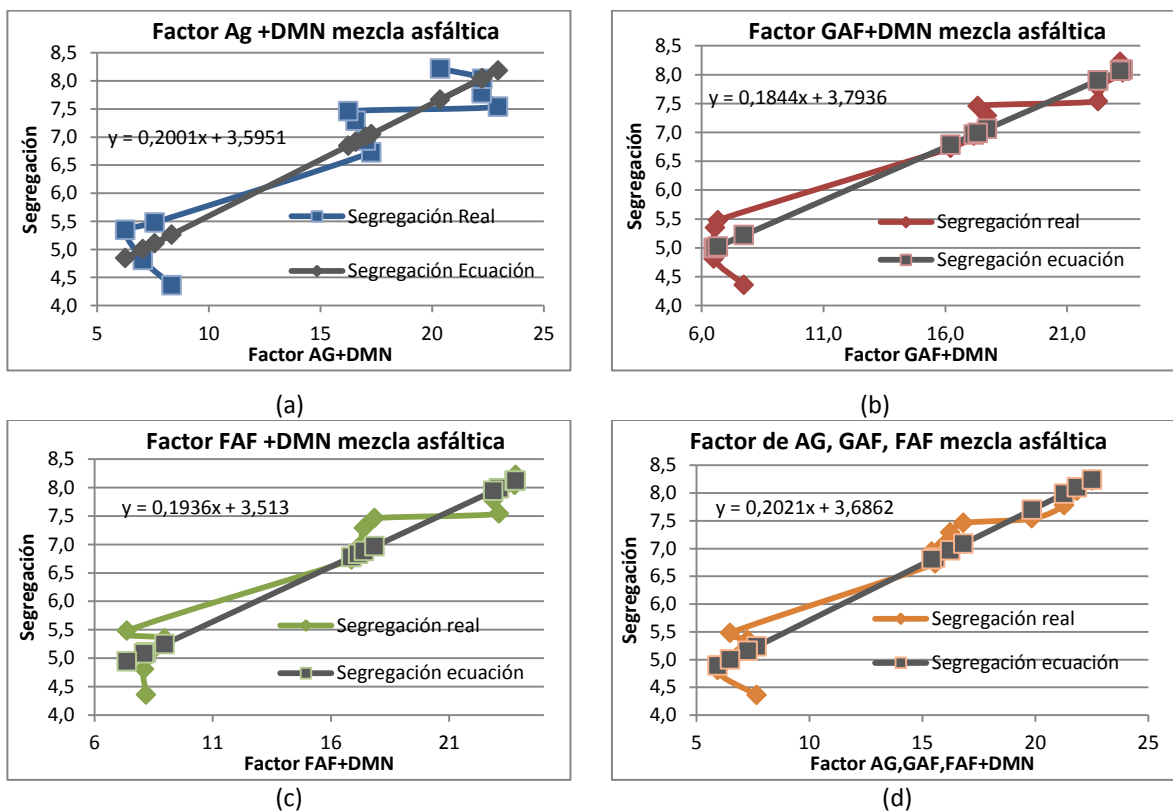 Factor Ag +DMN mezcla asfáltica
8,5
8,0
7,5
7,0
6,5
6,0
5,5
5,0
4,5
4,0
Segregación
y = 0,2001x + 3,5951
Segregación Real
Segregación Ecuación
5 10 15 20 25
Factor AG+DMN
(a)
Factor GAF+DMN mezcla asfáltica
8,5
8,0
7,5
7,0
6,5
6,0
5,5
5,0
4,5
4,0
Segregación
y = 0,1844x + 3,7936
Segregación real
Segregación ecuación
6,0 11,0 16,0 21,0
Factor GAF+DMN
(b)
Factor FAF +DMN mezcla asfáltica
8,5
8,0
7,5
7,0
6,5
6,0
5,5
5,0
4,5
4,0
Segregación
y = 0,1936x + 3,513
Segregación real
Segregación ecuación
6 11 16 21
Factor FAF+DMN
(c)
Factor de AG, GAF, FAF mezcla asfáltica
8,5
8,0
7,5
7,0
6,5
6,0
5,5
5,0
4,5
4,0
Segregación
y = 0,2021x + 3,6862
Segregación real
Segregación ecuación
5 10 15 20 25
Factor AG,GAF,FAF+DMN
(d)